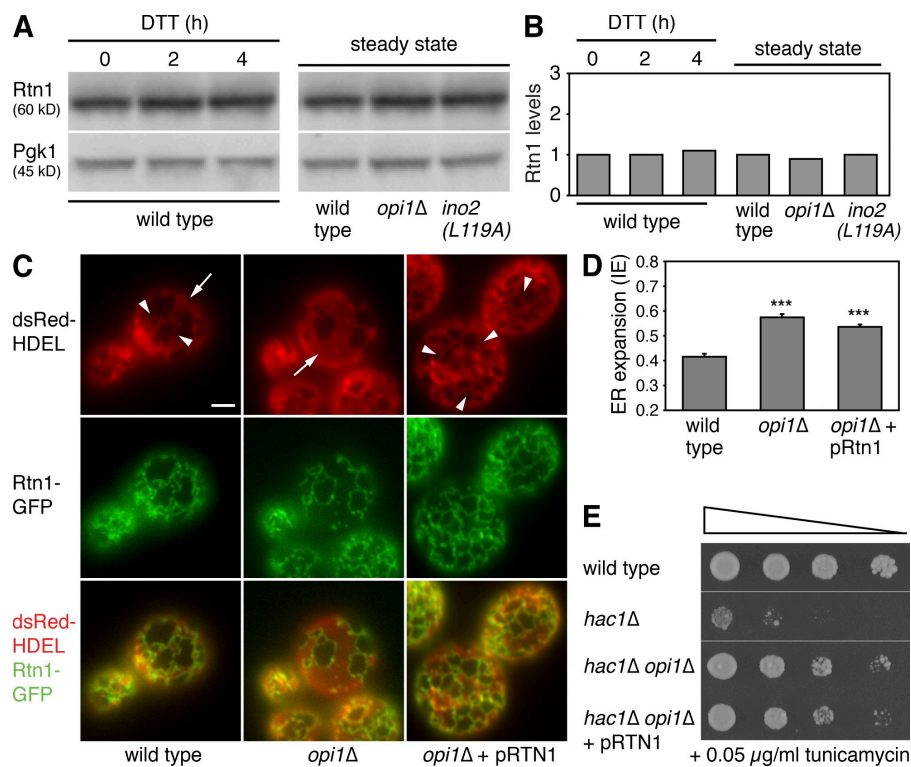 A
DTT (h)
0 2 4
steady state
Rtn1
(60 kD)
Pgk1
(45 kD)
wild type
wild
type
opi1Δ
ino2
(L119A)
B
DTT (h)
0 2 4
steady state
3
2
1
0
Rtn1 levels
wild type
wild
type
opi1Δ
ino2
(L119A)
C
dsRed-
HDEL
Rtn1-
GFP
dsRed-
HDEL
Rtn1-
GFP
wild type opi1Δ opi1Δ + pRTN1
D
0.8
0.7
0.6
0.5
0.4
0.3
0.2
ER expansion (IE)
*** ***
wild
type
opi1Δ
opi1Δ +
pRtn1
E
wild type
hac1Δ
hac1Δ opi1Δ
hac1Δ opi1Δ
+ pRTN1
+ 0.05 µg/ml tunicamycin